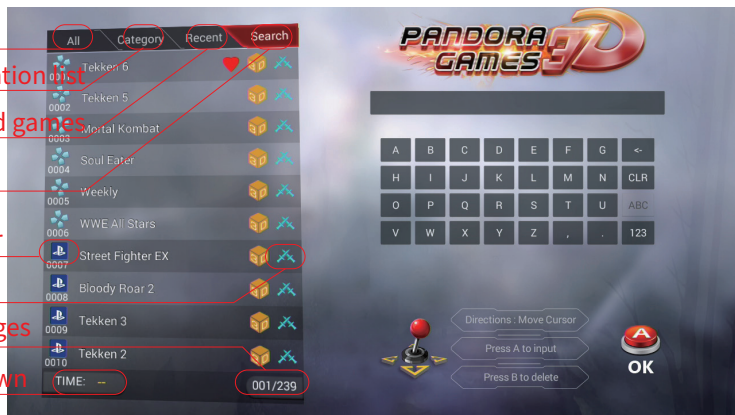 All Category Recent Search
PANDORA GAMES 3D
0001 Tekken 6
tion list
0002 Tekken 5
d games
0003 Mortal Kombat
0004 Soul Eater
0005 Weekly
0006 WWE All Stars
0007 Street Fighter EX
0008 Bloody Roar 2
0009 Tekken 3
ges
0010 Tekken 2
wn
TIME: -- 001/239
A B C D E F G <-
H I J K L M N CLR
O P Q R S T U ABC
V W X Y Z , . 123
Directions : Move Cursor
Press A to input
Press B to delete
A
OK